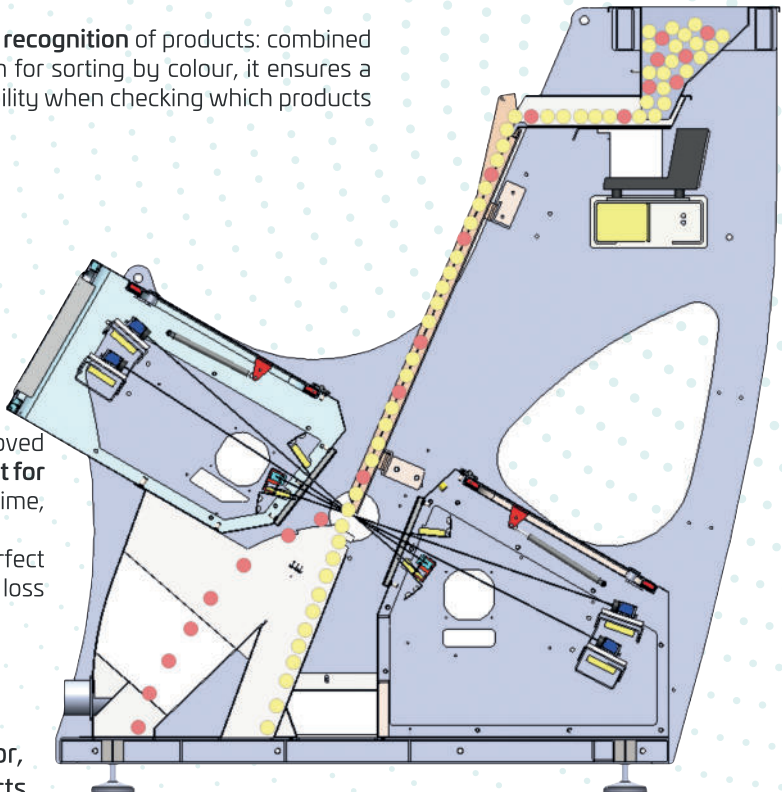 recognition of products: combined
for sorting by colour, it ensures a
ility when checking which products
oved
t for
ime,
rfect
loss
or,
cts